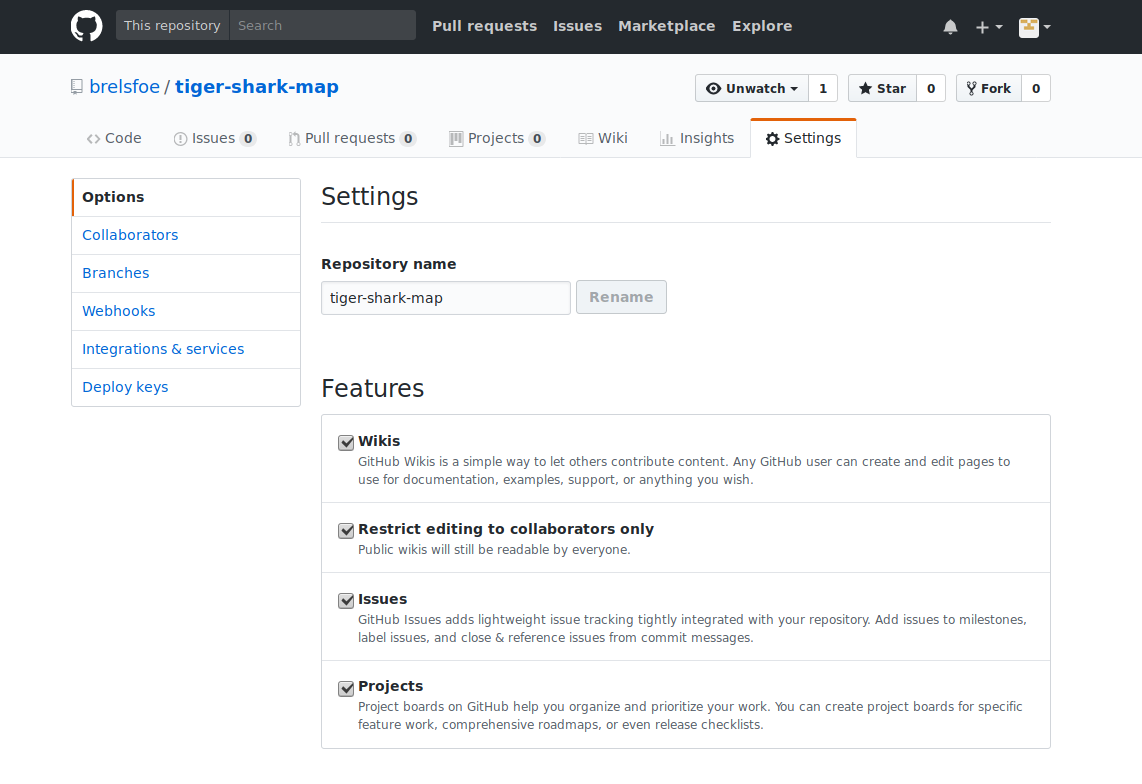 This repository Search Pull requests Issues Marketplace Explore
brelsfoe / tiger-shark-map Unwatch 1 Star 0 Fork 0
Code Issues 0 Pull requests 0 Projects 0 Wiki Insights Settings
Options
Collaborators
Branches
Webhooks
Integrations & services
Deploy keys
Settings
Repository name
tiger-shark-map Rename
Features
Wikis
GitHub Wikis is a simple way to let others contribute content. Any GitHub user can create and edit pages to
use for documentation, examples, support, or anything you wish.
Restrict editing to collaborators only
Public wikis will still be readable by everyone.
Issues
GitHub Issues adds lightweight issue tracking tightly integrated with your repository. Add issues to milestones,
label issues, and close & reference issues from commit messages.
Projects
Project boards on GitHub help you organize and prioritize your work. You can create project boards for specific
feature work, comprehensive roadmaps, or even release checklists.